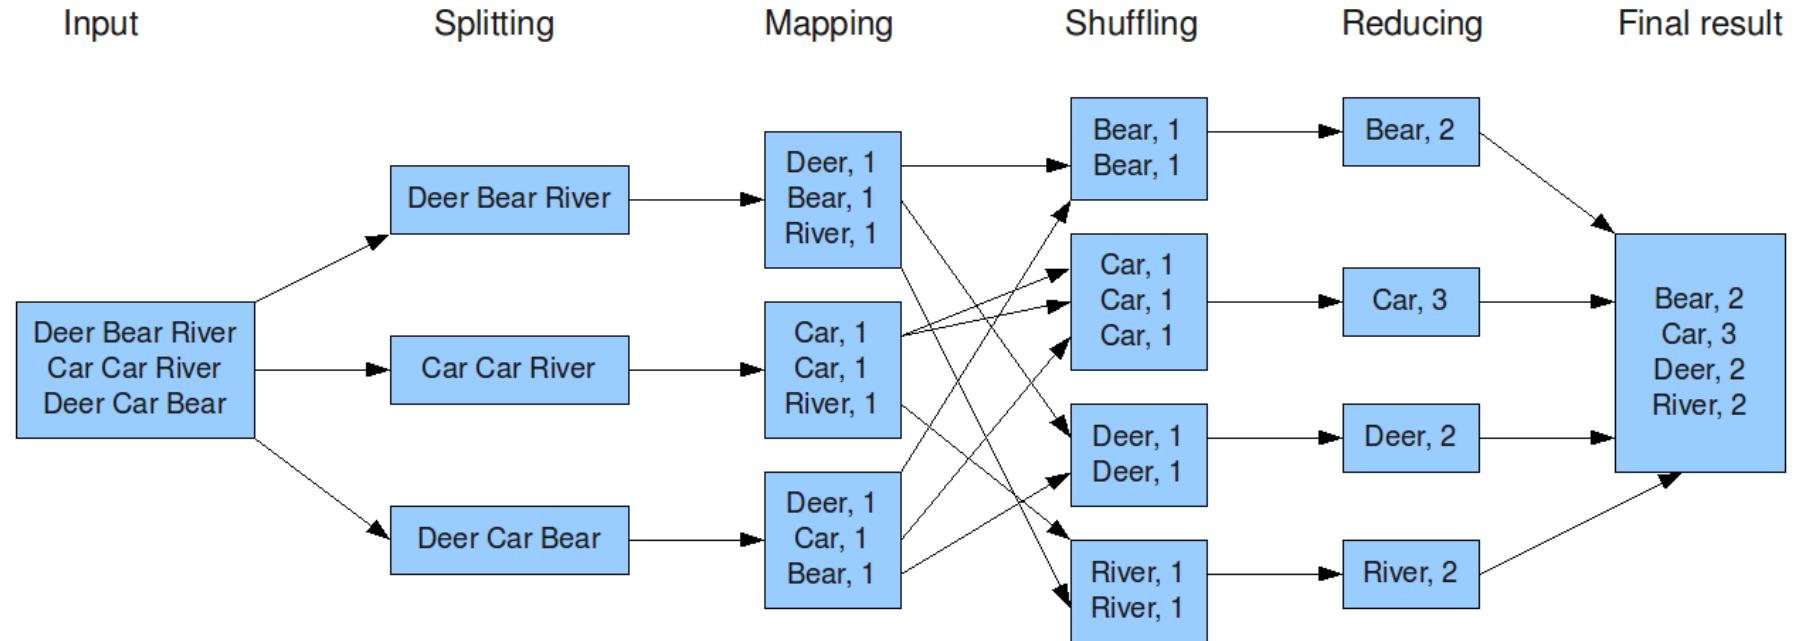 Input
Splitting
Mapping
Shuffling
Reducing
Final result
Deer Bear River
Car Car River
Deer Car Bear
Deer Bear River
Car Car River
Deer Car Bear
Deer, 1
Bear, 1
River, 1
Car, 1
Car, 1
River, 1
Deer, 1
Car, 1
Bear, 1
Bear, 1
Bear, 1
Car, 1
Car, 1
Car, 1
Deer, 1
Deer, 1
River, 1
River, 1
Bear, 2
Car, 3
Deer, 2
River, 2
Bear, 2
Car, 3
Deer, 2
River, 2